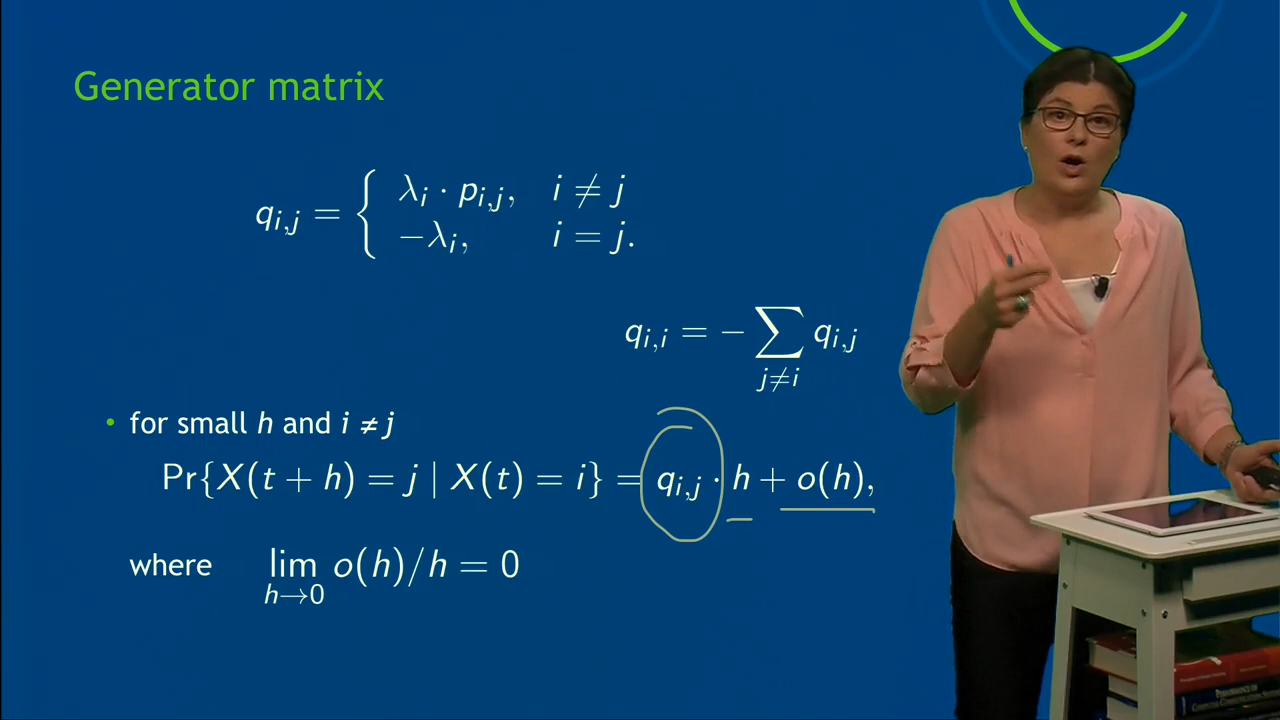 Generator matrix
q_{i,j} = { λ_i · p_{i,j}, i ≠ j
−λ_i, i = j.
q_{i,i} = − ∑_{j≠i} q_{i,j}
• for small h and i ≠ j
Pr{X(t + h) = j | X(t) = i} = q_{i,j} · h + o(h),
where lim_{h→0} o(h)/h = 0